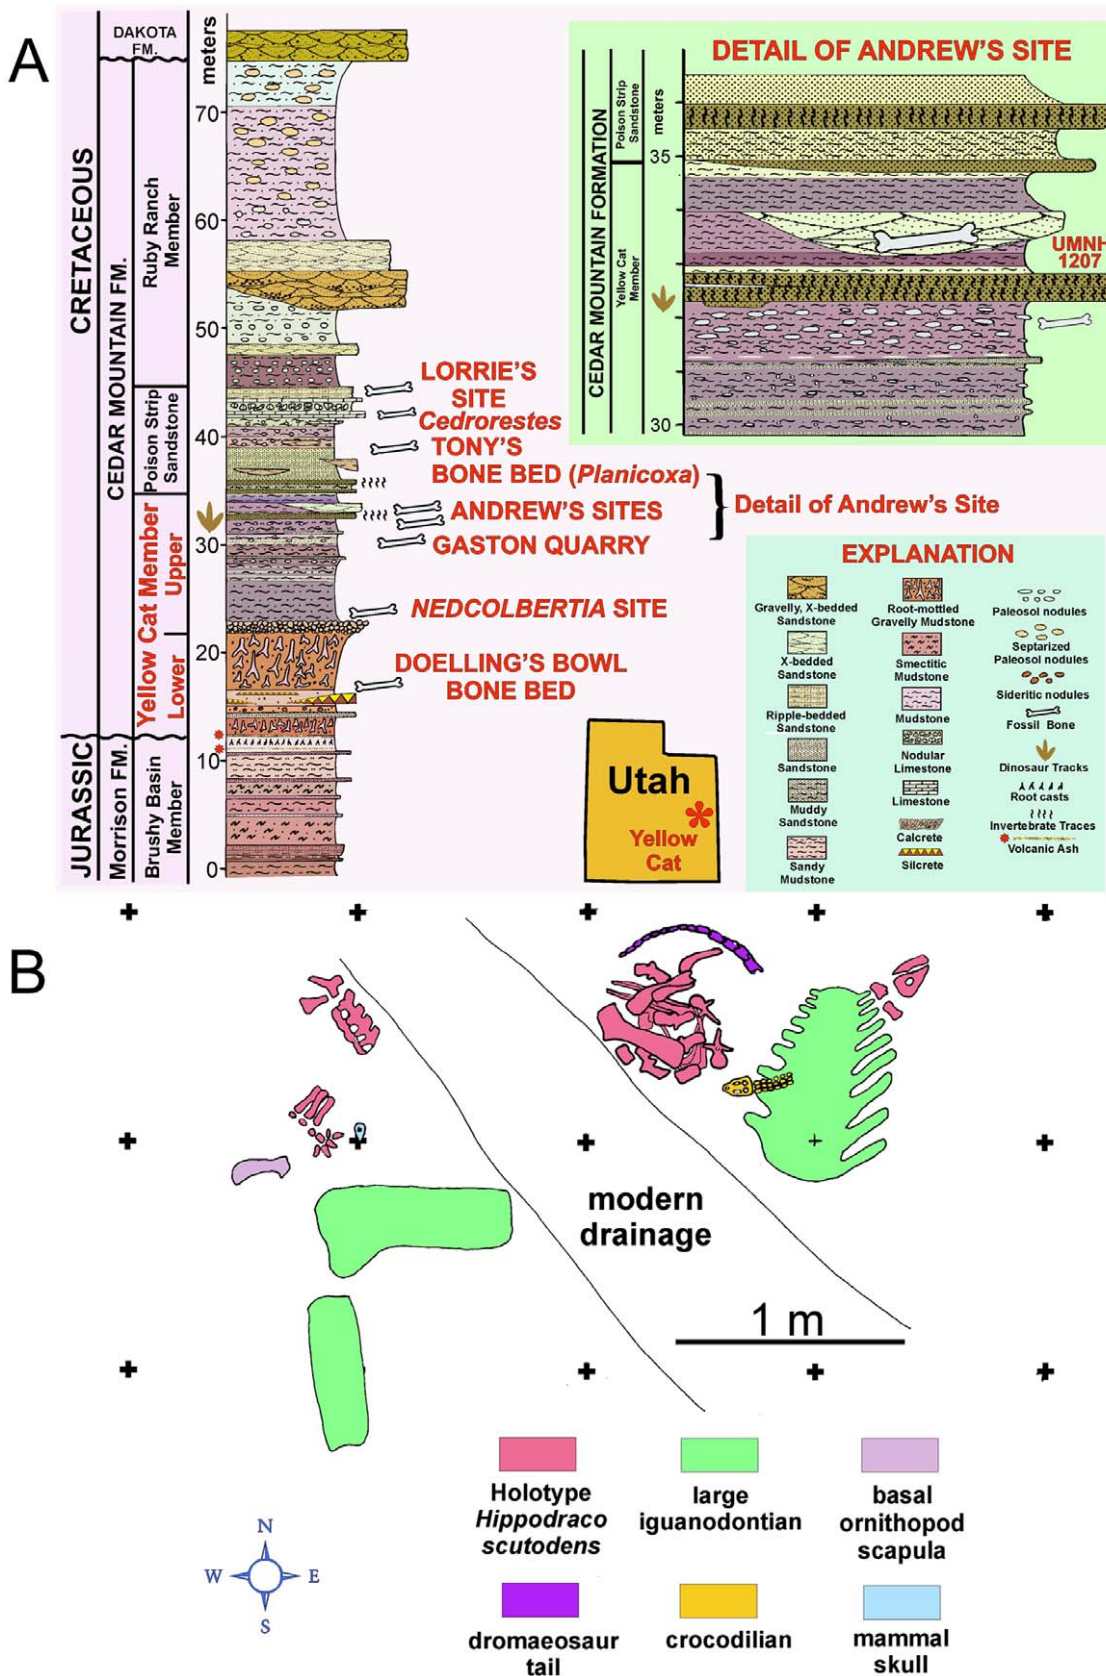 A
CRETACEOUS
JURASSIC
DAKOTA
FM.
CEDAR MOUNTAIN FM.
Morrison FM.
Ruby Ranch
Member
Poison Strip
Sandstone
Yellow Cat Member
Upper
Lower
Brushy Basin
Member
meters
70
60
50
40
30
20
10
0
LORRIE'S
SITE
Cedrorestes
TONY'S
BONE BED (Planicoxa)
ANDREW'S SITES
GASTON QUARRY
NEDCOLBERTIA SITE
DOELLING'S BOWL
BONE BED
Detail of Andrew's Site
DETAIL OF ANDREW'S SITE
CEDAR MOUNTAIN FORMATION
Poison Strip
Sandstone
Yellow Cat
Member
meters
35
30
UMNH
1207
Utah
Yellow
Cat
EXPLANATION
Gravelly, X-bedded
Sandstone
X-bedded
Sandstone
Ripple-bedded
Sandstone
Sandstone
Muddy
Sandstone
Sandy
Mudstone
Root-mottled
Gravelly Mudstone
Smectitic
Mudstone
Mudstone
Nodular
Limestone
Limestone
Calcrete
Silcrete
Paleosol nodules
Septarized
Paleosol nodules
Sideritic nodules
Fossil Bone
Dinosaur Tracks
Root casts
Invertebrate Traces
Volcanic Ash
B
modern
drainage
1 m
Holotype
Hippodraco
scutodens
large
iguanodontian
basal
ornithopod
scapula
dromaeosaur
tail
crocodilian
mammal
skull
N
W
E
S